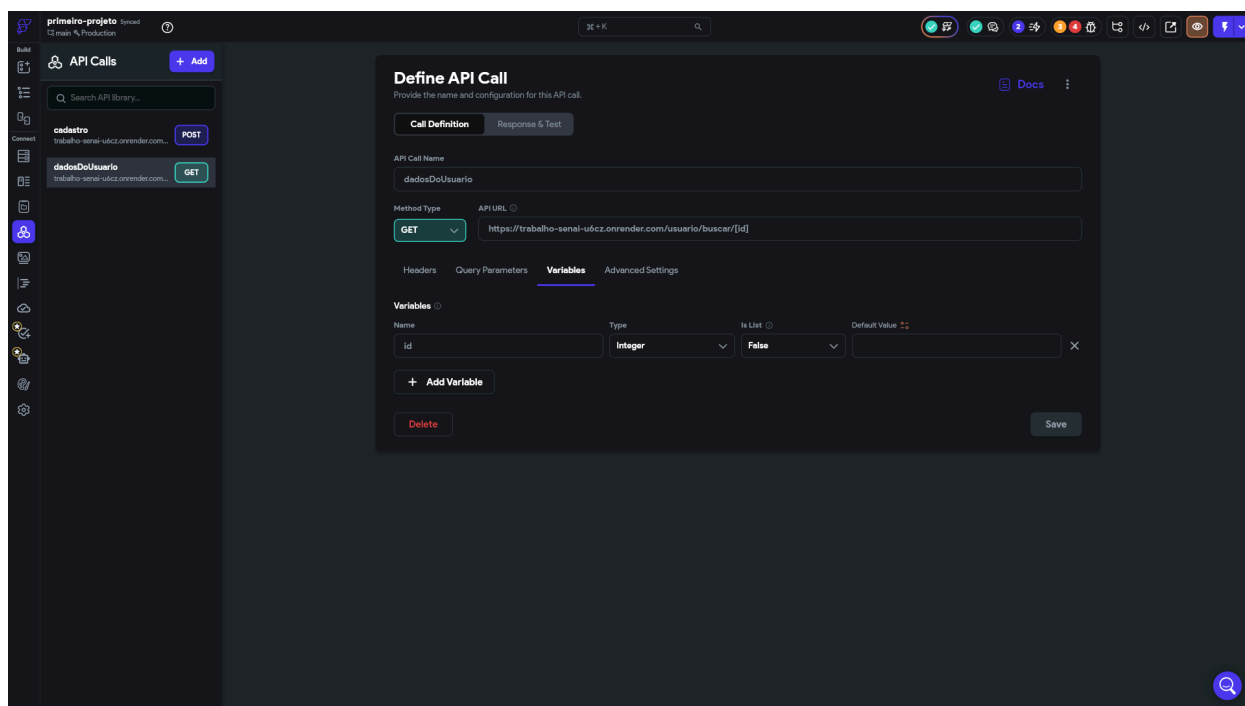 primeiro-projeto Synced
main Production
⌘+K
2
3
4
Build
Connect
API Calls
+ Add
Search API library...
cadastro
trabalho-senai-u6cz.onrender.com...
POST
dadosDoUsuario
trabalho-senai-u6cz.onrender.com...
GET
Define API Call
Provide the name and configuration for this API call.
Docs
Call Definition Response & Test
API Call Name
dadosDoUsuario
Method Type API URL
GET https://trabalho-senai-u6cz.onrender.com/usuario/buscar/[id]
Headers Query Parameters Variables Advanced Settings
Variables
Name Type Is List Default Value
id Integer False
+ Add Variable
Delete Save